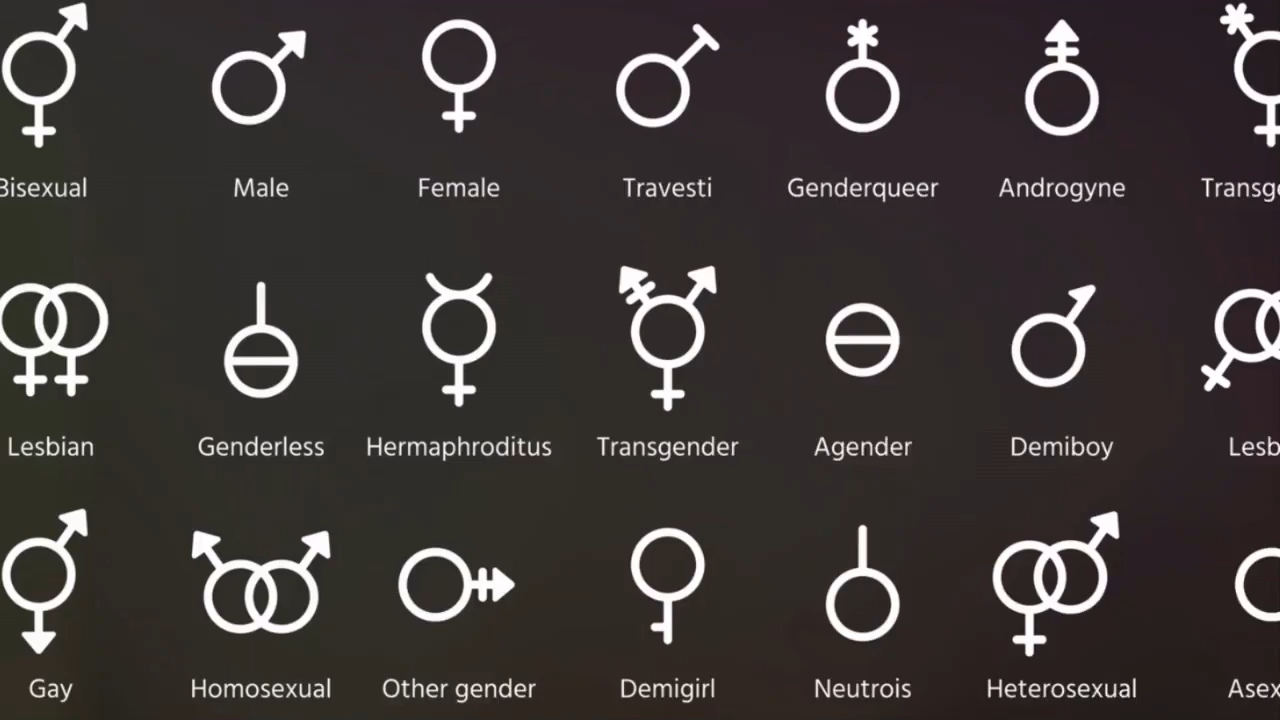 Bisexual Male Female Travesti Genderqueer Androgyne
Lesbian Genderless Hermaphroditus Transgender Agender Demiboy
Gay Homosexual Other gender Demigirl Neutrois Heterosexual